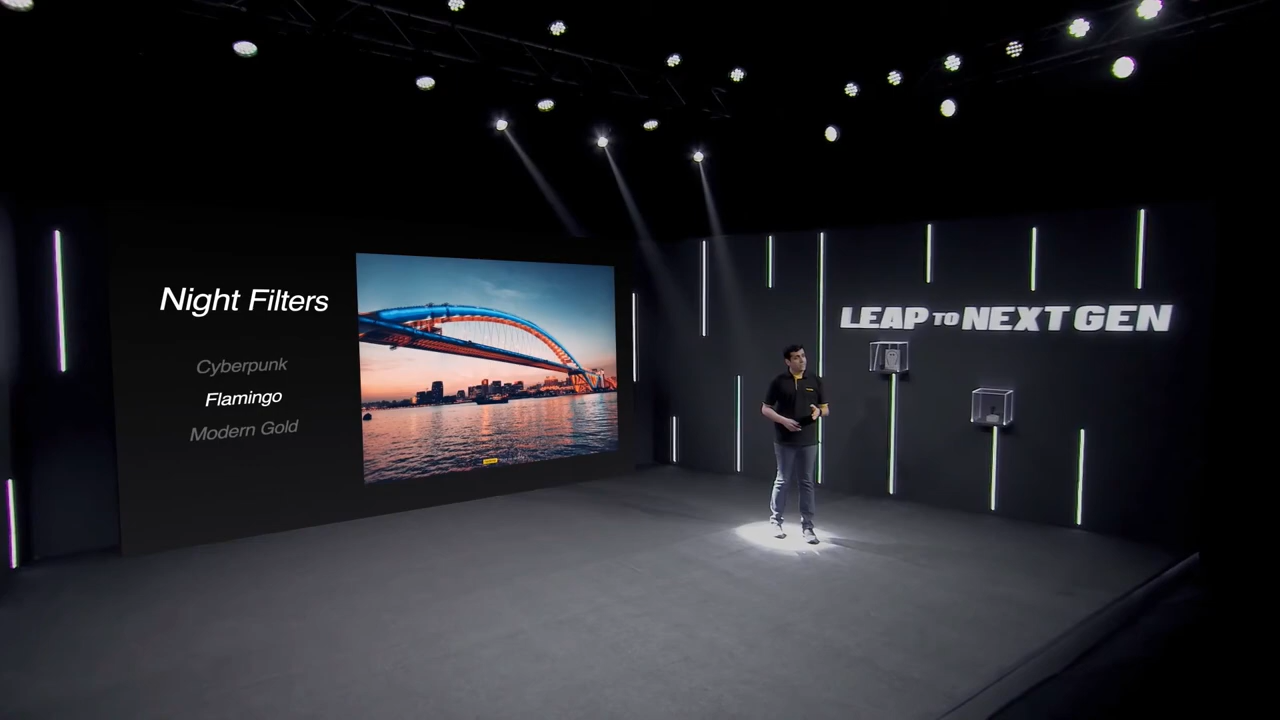 Night Filters
Cyberpunk
Flamingo
Modern Gold
LEAP TO NEXT GEN